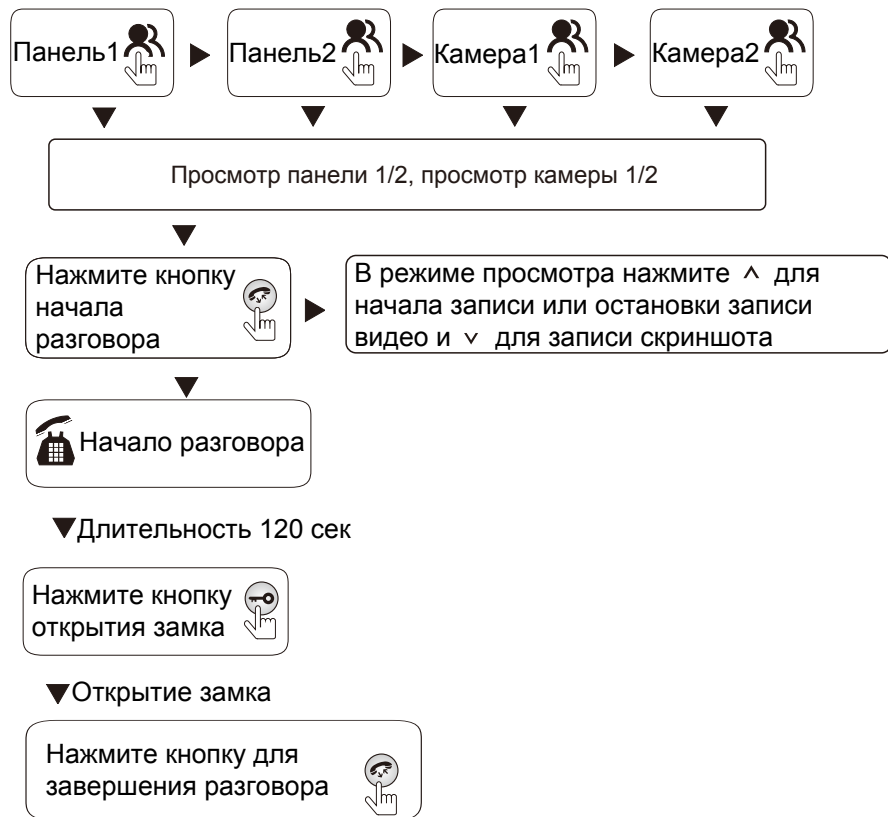 Панель1
Панель2
Камера1
Камера2
Просмотр панели 1/2, просмотр камеры 1/2
Нажмите кнопку
начала
разговора
В режиме просмотра нажмите ^ для
начала записи или остановки записи
видео и ˅ для записи скриншота
Начало разговора
Длительность 120 сек
Нажмите кнопку
открытия замка
Открытие замка
Нажмите кнопку для
завершения разговора